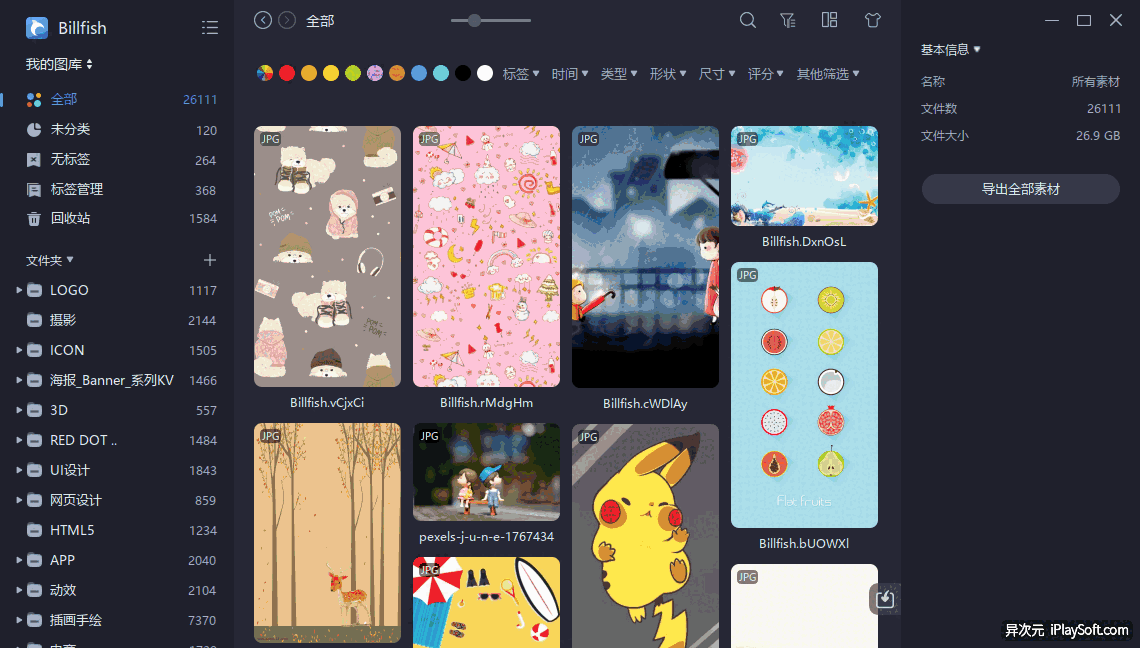 Billfish
我的图库
全部 26111
未分类 120
无标签 264
标签管理 368
回收站 1584
文件夹
LOGO 1117
摄影 2144
ICON 1505
海报_Banner_系列KV 1466
3D 557
RED DOT .. 1484
UI设计 1843
网页设计 859
HTML5 1234
APP 2040
动效 2104
插画手绘 7370
全部
标签 时间 类型 形状 尺寸 评分 其他筛选
JPG
POM'S POM'S
Billfish.vCjxCi
JPG
Billfish.rMdgHm
JPG
Billfish.cWDlAy
JPG
Billfish.DxnOsL
JPG
Flat fruits
Billfish.bUOWXl
JPG
JPG
pexels-j-u-n-e-1767434
JPG
JPG
JPG
基本信息
名称 所有素材
文件数 26111
文件大小 26.9 GB
导出全部素材
异次元 iPlaySoft.com